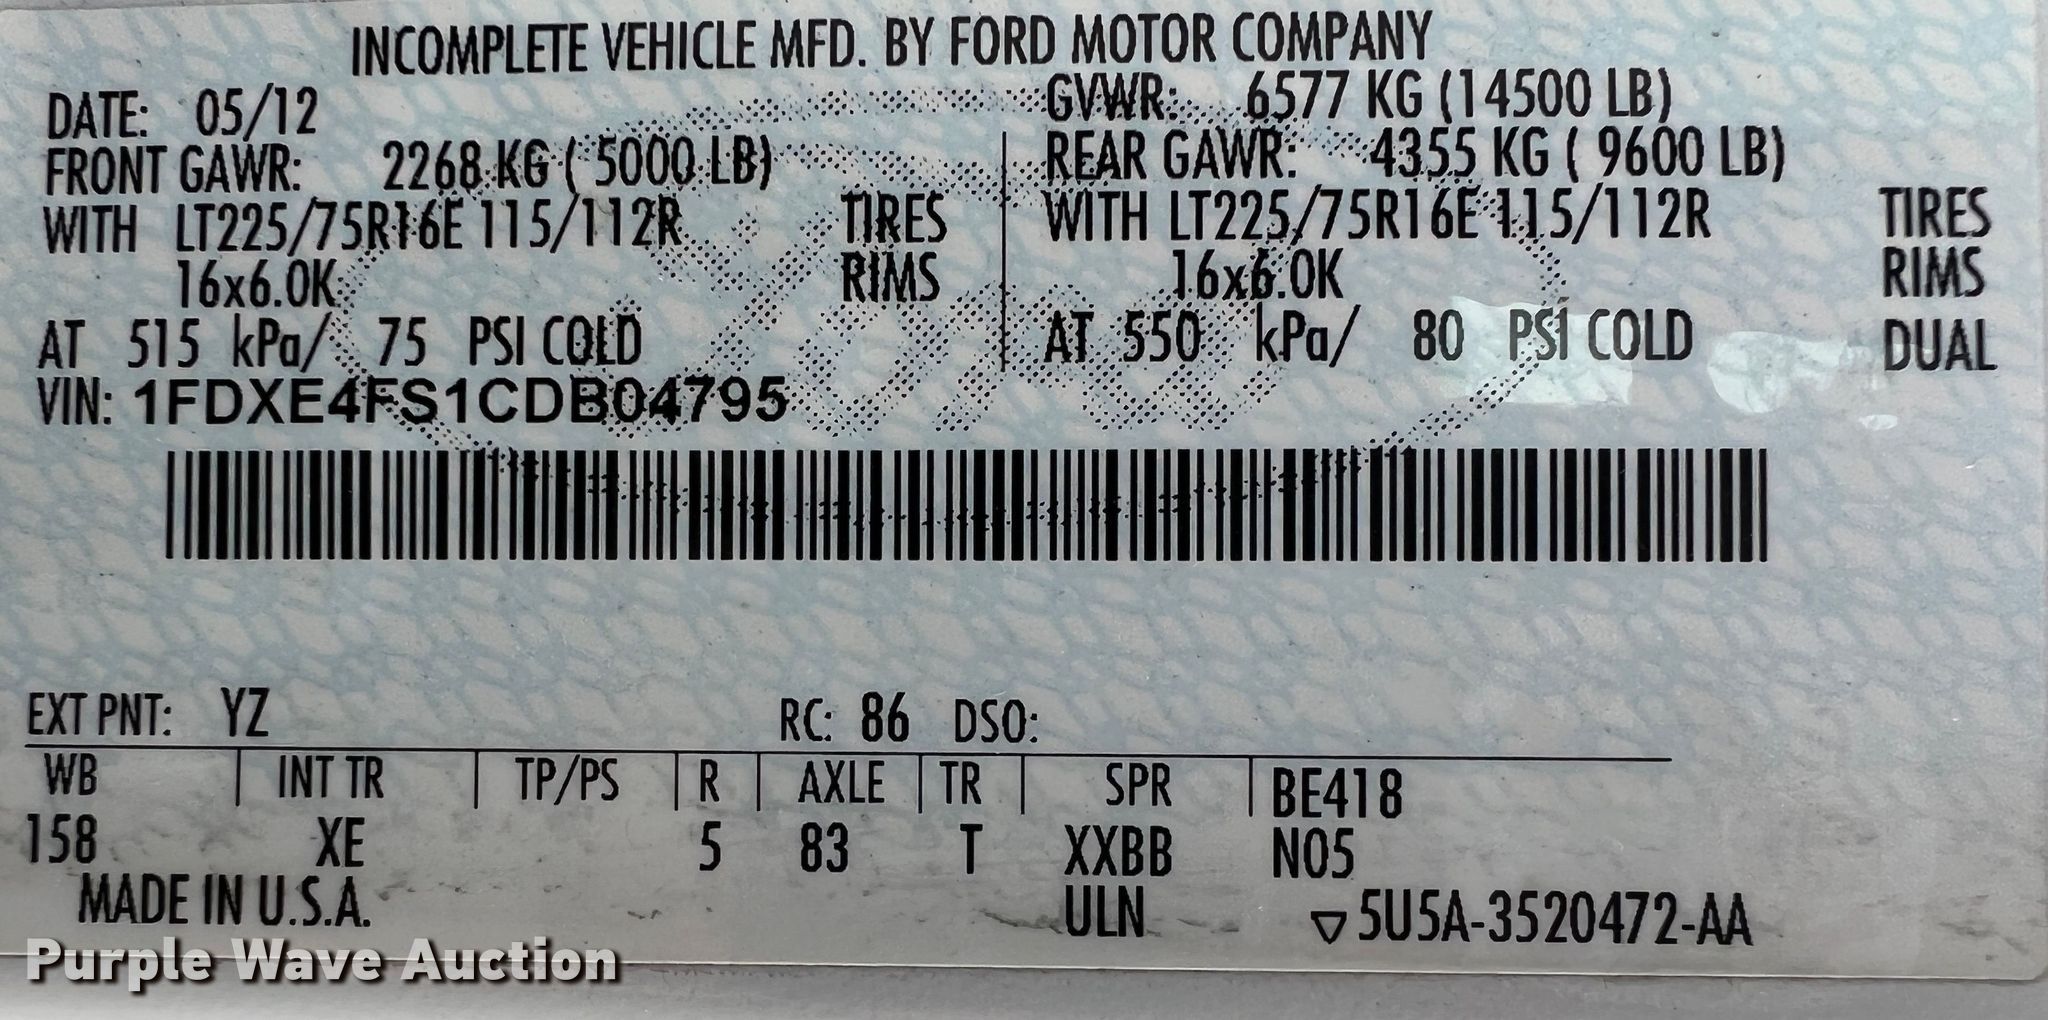 INCOMPLETE VEHICLE MFD. BY FORD MOTOR COMPANY
DATE: 05/12 GVWR: 6577 KG (14500 LB)
FRONT GAWR: 2268 KG ( 5000 LB) REAR GAWR: 4355 KG ( 9600 LB)
WITH LT225/75R16E 115/112R TIRES WITH LT225/75R16E 115/112R TIRES
16x6.0K RIMS 16x6.0K RIMS
AT 515 kPa/ 75 PSI COLD AT 550 kPa/ 80 PSI COLD DUAL
VIN: 1FDXE4FS1CDB04795
EXT PNT: YZ RC: 86 DSO:
WB INT TR TP/PS R AXLE TR SPR BE418
158 XE 5 83 T XXBB N05
MADE IN U.S.A. ULN ▽5U5A-3520472-AA
Purple Wave Auction